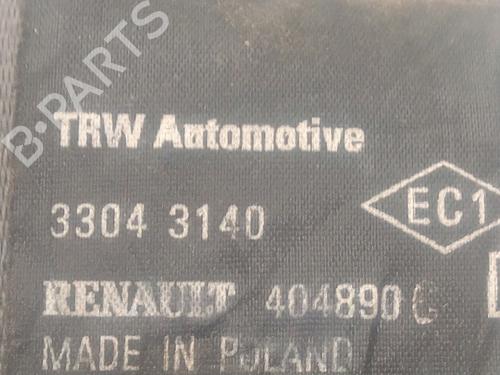 B-PARTS
TRW Automotive
3304 3140
EC1
RENAULT 404890 C
MADE IN POLAND